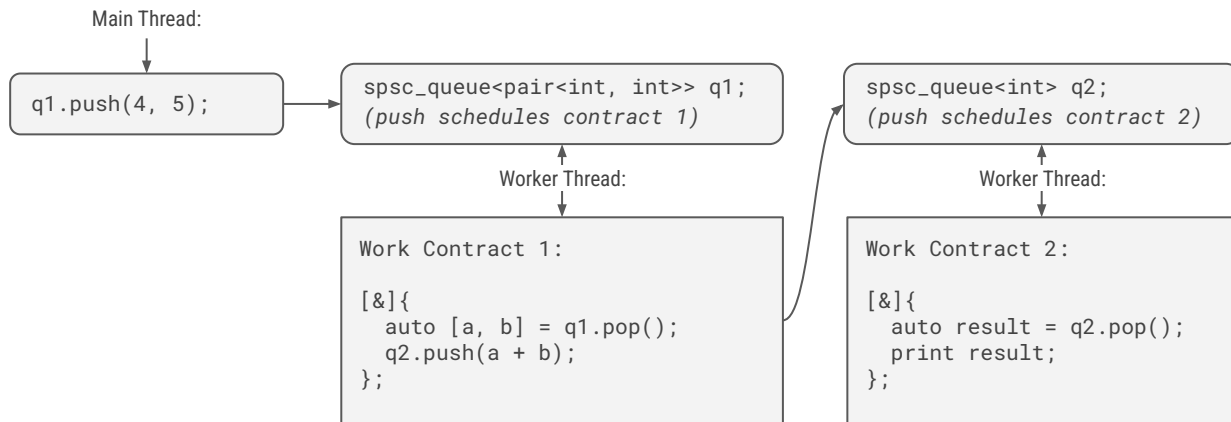 Main Thread:
q1.push(4, 5);
spsc_queue<pair<int, int>> q1;
(push schedules contract 1)
spsc_queue<int> q2;
(push schedules contract 2)
Worker Thread:
Worker Thread:
Work Contract 1:
[&]{
  auto [a, b] = q1.pop();
  q2.push(a + b);
};
Work Contract 2:
[&]{
  auto result = q2.pop();
  print result;
};